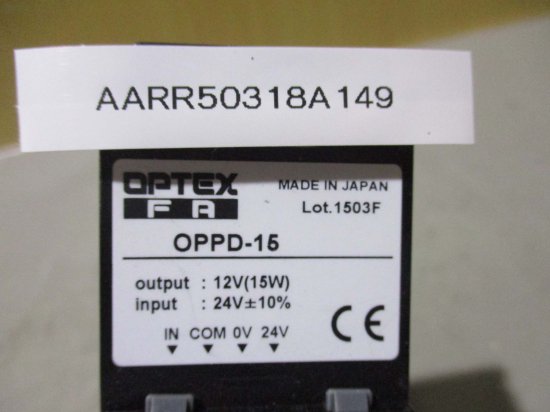 AARR50318A149
OPTEX
FA
MADE IN JAPAN
Lot.1503F
OPPD-15
output : 12V(15W)
input : 24V±10%
IN COM 0V 24V
CE